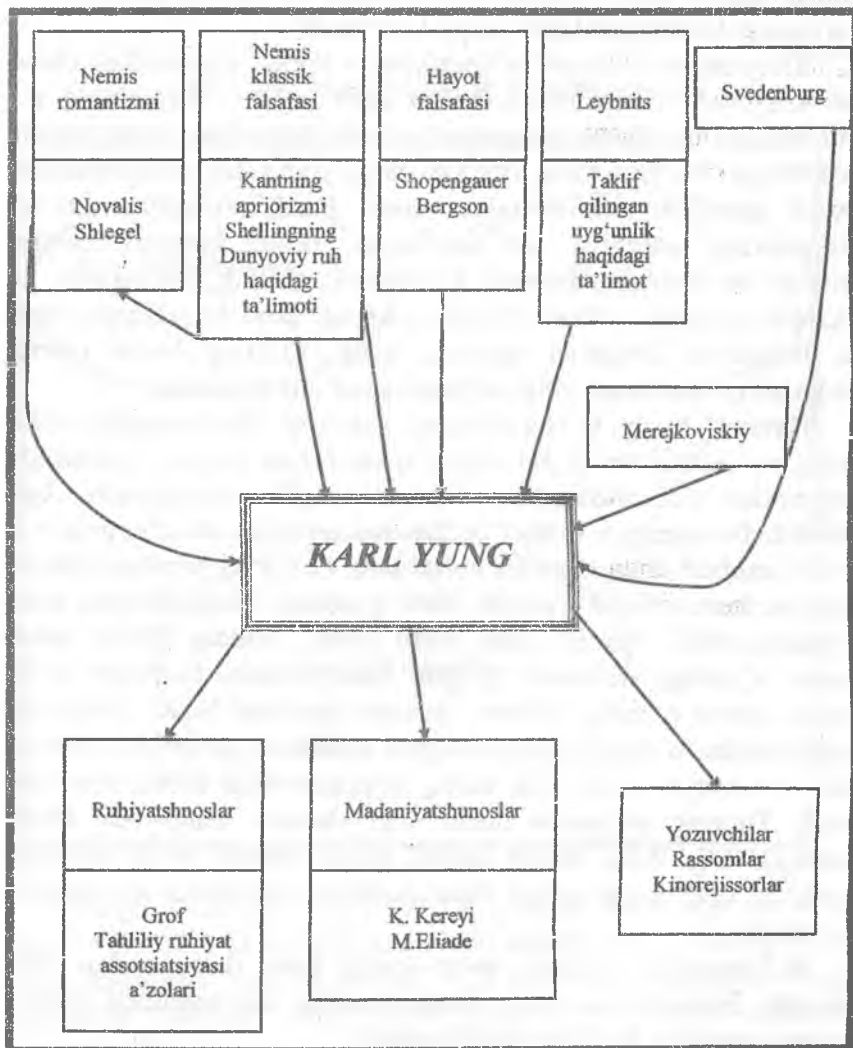 Nemis
romantizmi
Novalis
Shlegel
Nemis
klassik
falsafasi
Kantning
apriorizmi
Shellingning
Dunyoviy ruh
haqidagi
ta’limoti
Hayot
falsafasi
Shopengauer
Bergson
Leybnits
Taklif
qilingan
uyg‘unlik
haqidagi
ta’limot
Svedenburg
Merejkoviskiy
KARL YUNG
Ruhiyatshnoslar
Grof
Tahliliy ruhiyat
assotsiatsiyasi
a’zolari
Madaniyatshunoslar
K. Kereyi
M.Eliade
Yozuvchilar
Rassomlar
Kinorejissorlar